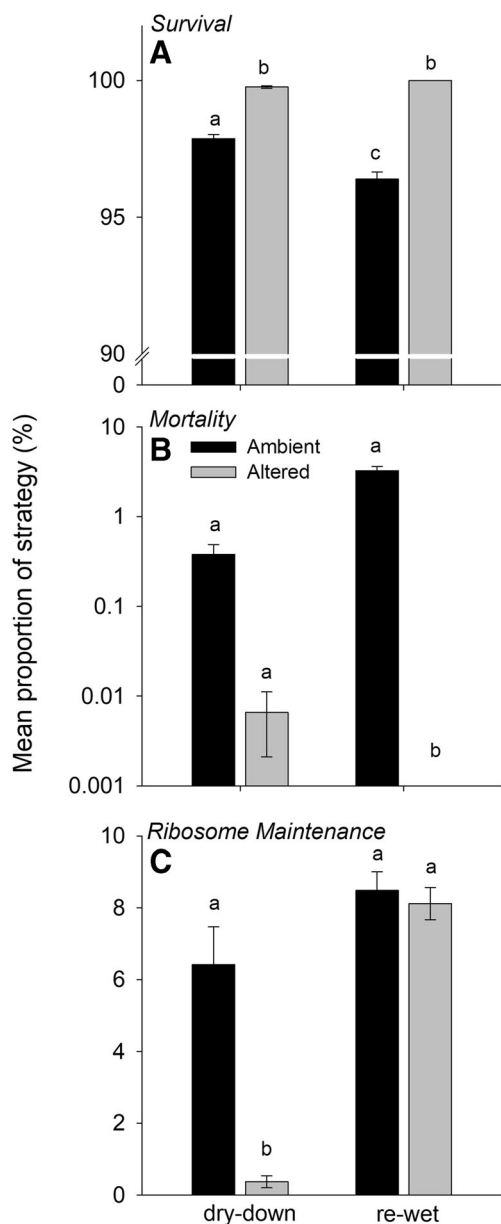 Survival
A
100
95
90
0
a
b
c
b
Mean proportion of strategy (%)
Mortality
B
Ambient
Altered
10
1
0.1
0.01
0.001
a
a
a
b
Ribosome Maintenance
C
10
8
6
4
2
0
a
b
a
a
dry-down
re-wet